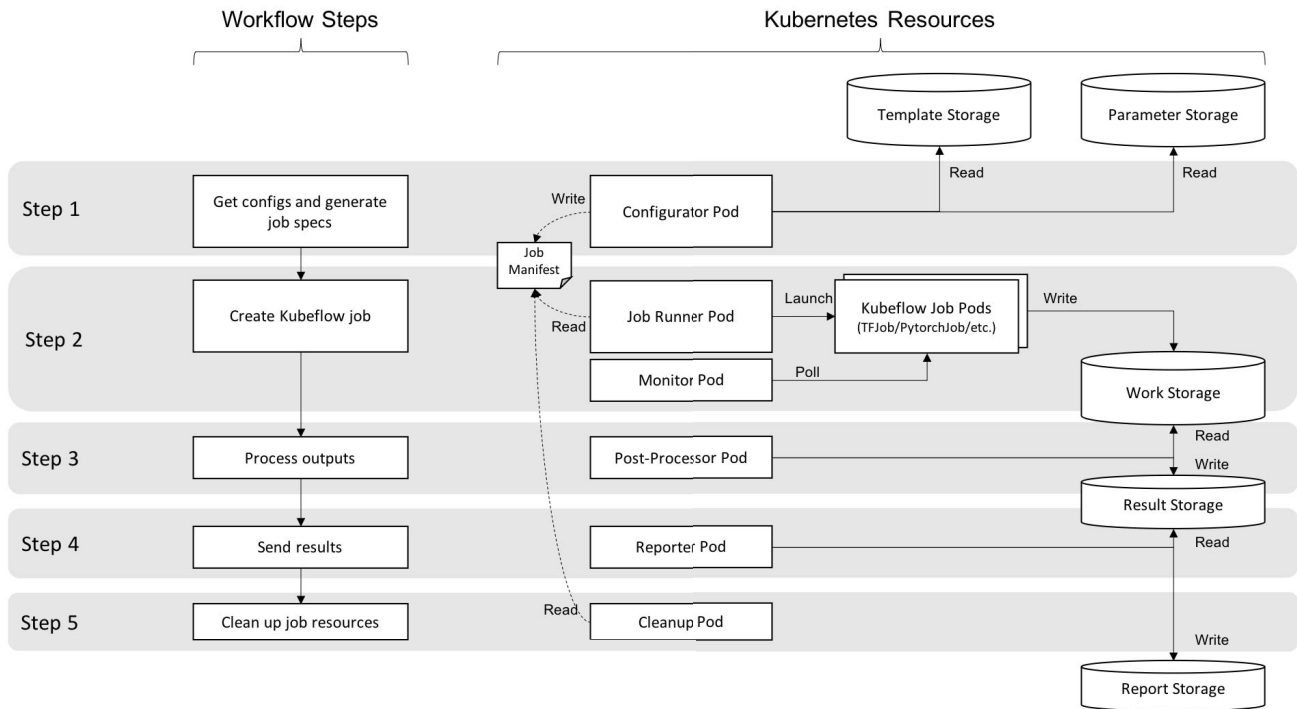 Workflow Steps
Kubernetes Resources
Template Storage
Parameter Storage
Read
Read
Step 1
Get configs and generate
job specs
Write
Configurator Pod
Job
Manifest
Step 2
Create Kubeflow job
Read
Job Runner Pod
Launch
Kubeflow Job Pods
(TFJob/PytorchJob/etc.)
Write
Monitor Pod
Poll
Work Storage
Read
Step 3
Process outputs
Post-Processor Pod
Write
Result Storage
Step 4
Send results
Reporter Pod
Read
Step 5
Clean up job resources
Read
Cleanup Pod
Write
Report Storage